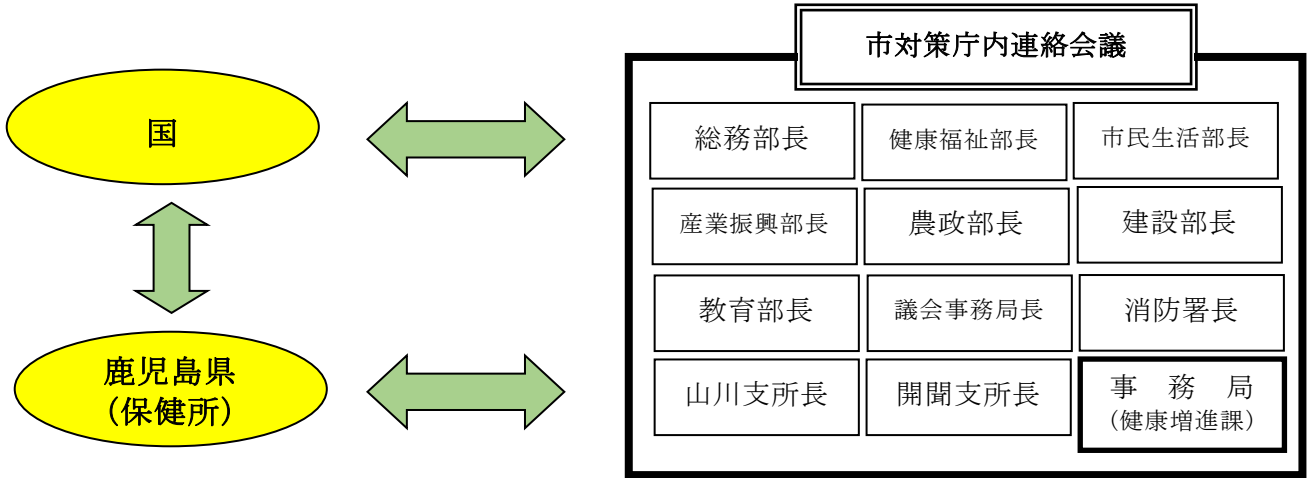 市対策庁内連絡会議
国
鹿児島県
(保健所)
総務部長
健康福祉部長
市民生活部長
産業振興部長
農政部長
建設部長
教育部長
議会事務局長
消防署長
山川支所長
開聞支所長
事　務　局
(健康増進課)